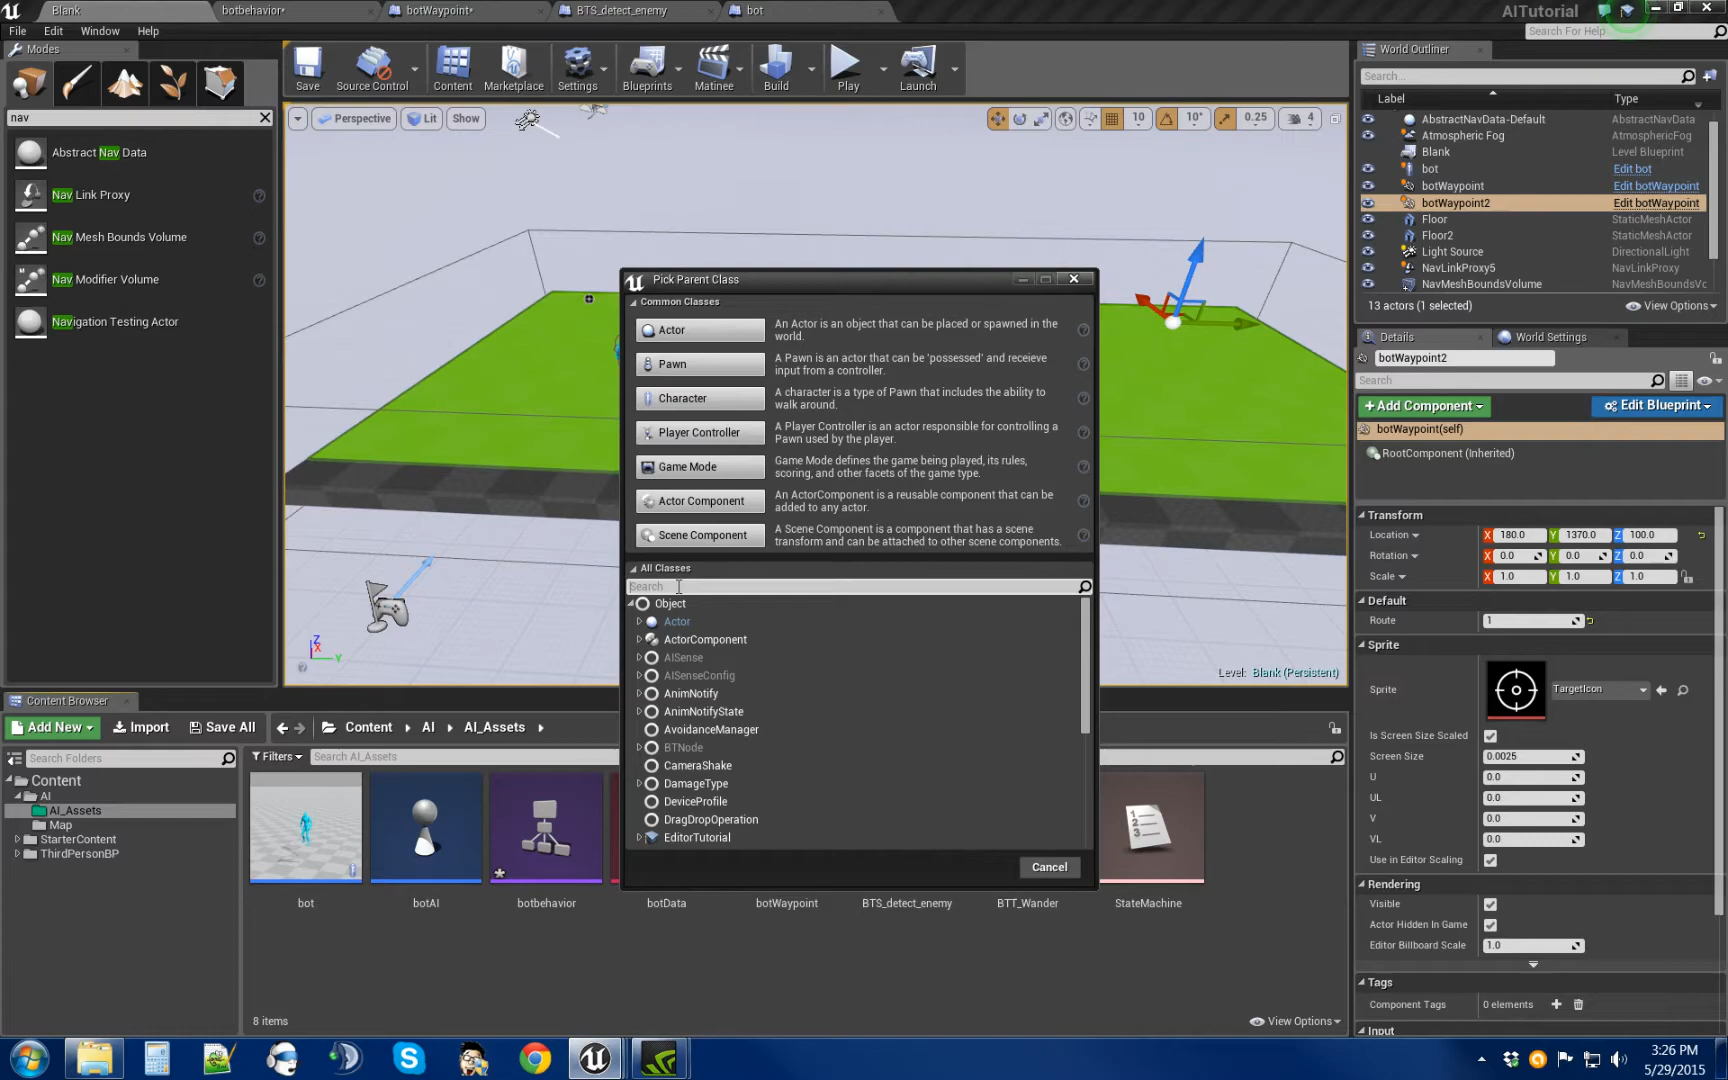 Blank
botbehavior*
botWaypoint*
BTS_detect_enemy
bot
AITutorial
File Edit Window Help
Search For Help
Modes
nav
Abstract Nav Data
Nav Link Proxy
Nav Mesh Bounds Volume
Nav Modifier Volume
Navigation Testing Actor
Save
Source Control
Content
Marketplace
Settings
Blueprints
Matinee
Build
Play
Launch
Perspective
Lit
Show
10
10°
0.25
4
Pick Parent Class
Common Classes
Actor
An Actor is an object that can be placed or spawned in the
world.
Pawn
A Pawn is an actor that can be 'possessed' and receieve
input from a controller.
Character
A character is a type of Pawn that includes the ability to
walk around.
Player Controller
A Player Controller is an actor responsible for controlling a
Pawn used by the player.
Game Mode
Game Mode defines the game being played, its rules,
scoring, and other facets of the game type.
Actor Component
An ActorComponent is a reusable component that can be
added to any actor.
Scene Component
A Scene Component is a component that has a scene
transform and can be attached to other scene components.
All Classes
Search
Object
Actor
ActorComponent
AISense
AISenseConfig
AnimNotify
AnimNotifyState
AvoidanceManager
BTNode
CameraShake
DamageType
DeviceProfile
DragDropOperation
EditorTutorial
Cancel
Z
X
Y
Level: Blank (Persistent)
World Outliner
Search...
Label Type
AbstractNavData-Default AbstractNavData
Atmospheric Fog AtmosphericFog
Blank Level Blueprint
bot Edit bot
botWaypoint Edit botWaypoint
botWaypoint2 Edit botWaypoint
Floor StaticMeshActor
Floor2 StaticMeshActor
Light Source DirectionalLight
NavLinkProxy5 NavLinkProxy
NavMeshBoundsVolume NavMeshBoundsVolume
13 actors (1 selected)
View Options
Details
World Settings
botWaypoint2
Search
Add Component
Edit Blueprint
botWaypoint(self)
RootComponent (Inherited)
Transform
Location X 180.0 Y 1370.0 Z 100.0
Rotation X 0.0 Y 0.0 Z 0.0
Scale X 1.0 Y 1.0 Z 1.0
Default
Route 1
Sprite
Sprite TargetIcon
Is Screen Size Scaled
Screen Size 0.0025
U 0.0
UL 0.0
V 0.0
VL 0.0
Use in Editor Scaling
Rendering
Visible
Actor Hidden In Game
Editor Billboard Scale 1.0
Tags
Component Tags 0 elements
Input
Content Browser
Add New
Import
Save All
Content
AI
AI_Assets
Search Folders
Content
AI
AI_Assets
Map
StarterContent
ThirdPersonBP
Filters
Search AI_Assets
1
2
3
bot
botAI
botbehavior
botData
botWaypoint
BTS_detect_enemy
BTT_Wander
StateMachine
8 items
View Options
3:26 PM
5/29/2015